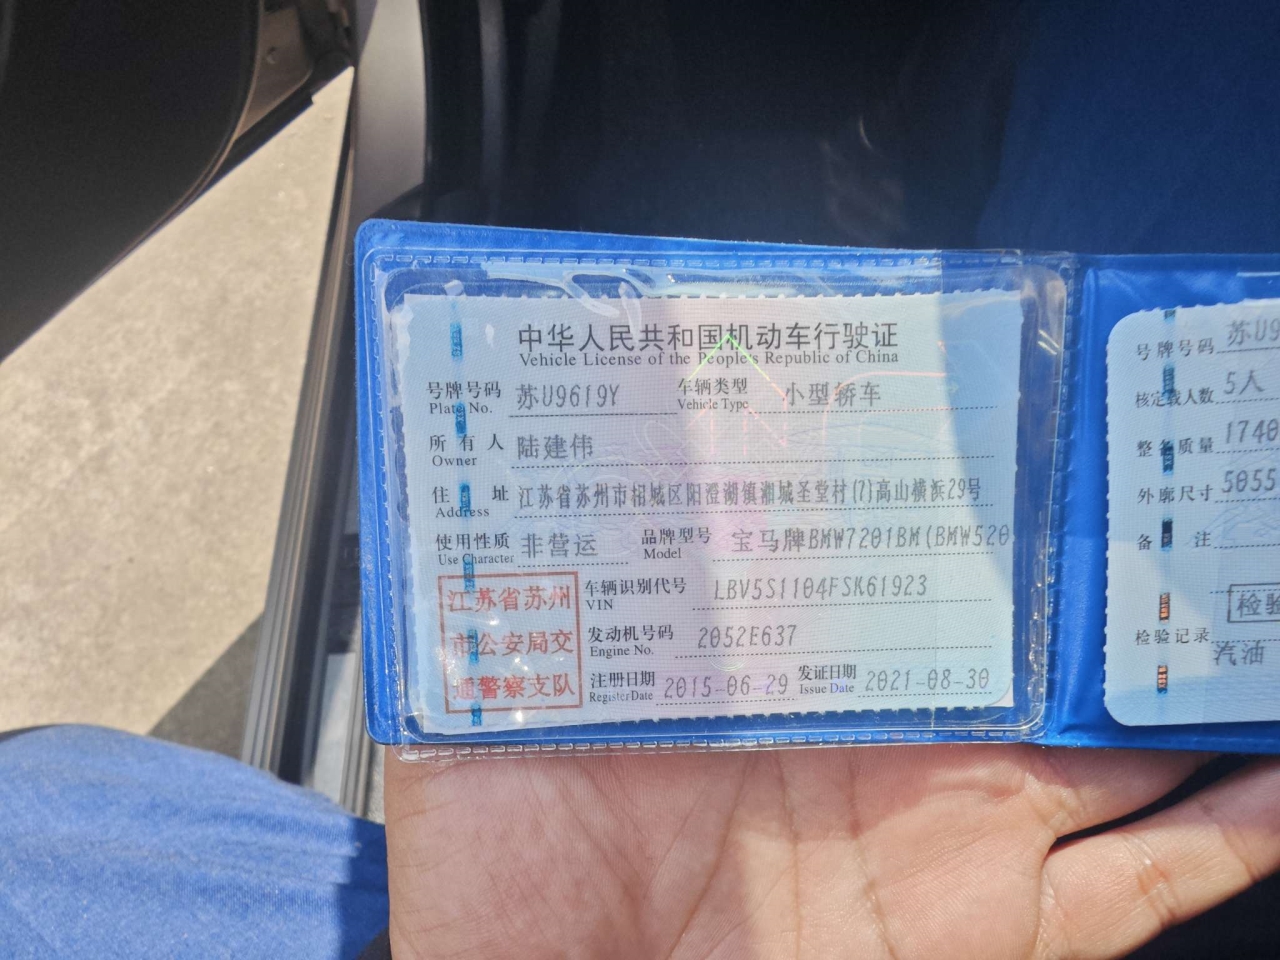 中华人民共和国机动车行驶证
Vehicle License of the People's Republic of China
号牌号码 苏U9619Y 车辆类型 小型轿车
Plate No. Vehicle Type
所有人 陆建伟
Owner
住址 江苏省苏州市相城区阳澄湖镇湘城圣堂村(7)高山横浜29号
Address
使用性质 非营运 品牌型号 宝马牌BMW7201BM(BMW520
Use Character Model
江苏省苏州
市公安局交
通警察支队
车辆识别代号 LBV5S1104FSK61923
VIN
发动机号码 2052E637
Engine No.
注册日期 2015-06-29 发证日期 2021-08-30
Register Date Issue Date
号牌号码 苏U9
核定载人数 5人
整备质量 1740
外廓尺寸 5055
备注
检验
检验记录
汽油